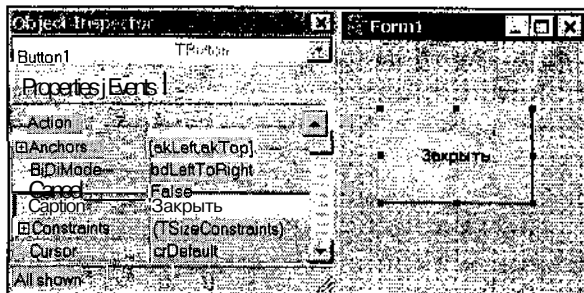 Object Inspector
Button1 TButton
Properties Events
Action
Anchors [akLeft,akTop]
BiDiMode bdLeftToRight
Cancel False
Caption Закрыть
Constraints (TSizeConstraints)
Cursor crDefault
All shown
Form1
Закрыть